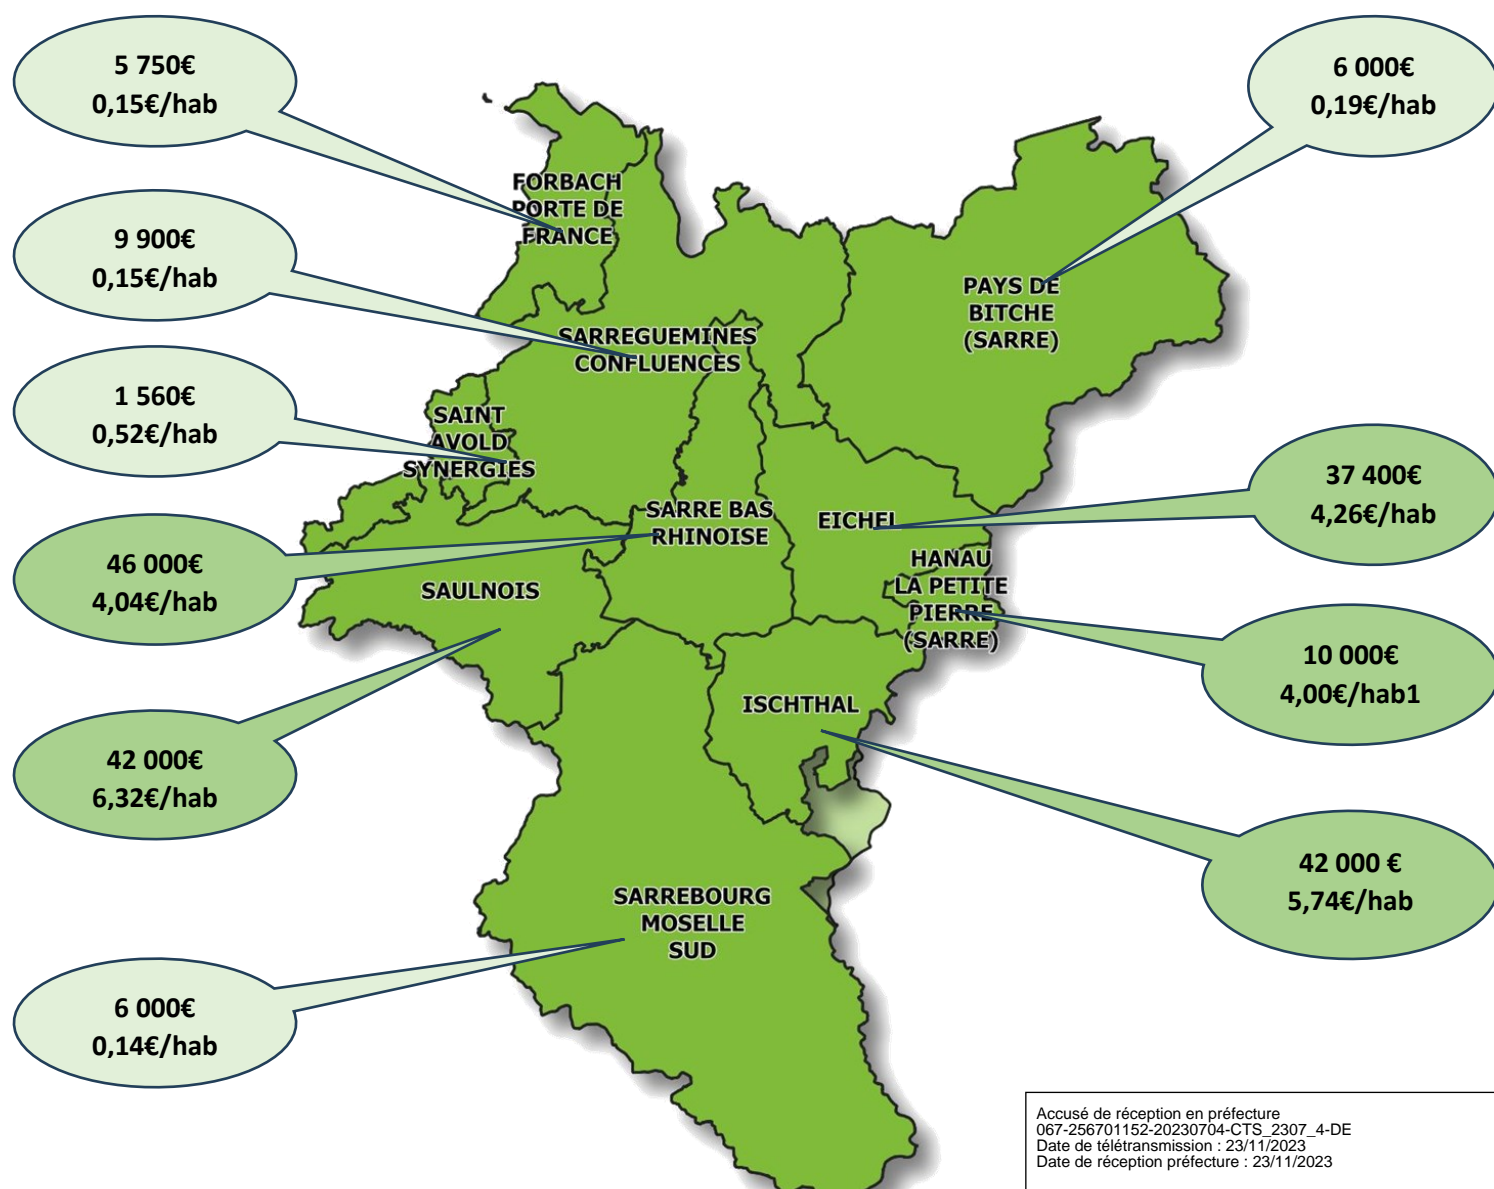 5 750€
0,15€/hab
6 000€
0,19€/hab
FORBACH
PORTE DE
FRANCE
9 900€
0,15€/hab
PAYS DE
BITCHE
(SARRE)
SARREGUEMINES
CONFLUENCES
1 560€
0,52€/hab
SAINT
AVOLD
SYNERGIES
37 400€
4,26€/hab
SARRE BAS
RHINOISE
EICHEL
46 000€
4,04€/hab
HANAU
LA PETITE
PIERRE
(SARRE)
SAULNOIS
10 000€
4,00€/hab1
ISCHTHAL
42 000€
6,32€/hab
42 000 €
5,74€/hab
SARREBOURG
MOSELLE
SUD
6 000€
0,14€/hab
Accusé de réception en préfecture
067-256701152-20230704-CTS_2307_4-DE
Date de télétransmission : 23/11/2023
Date de réception préfecture : 23/11/2023